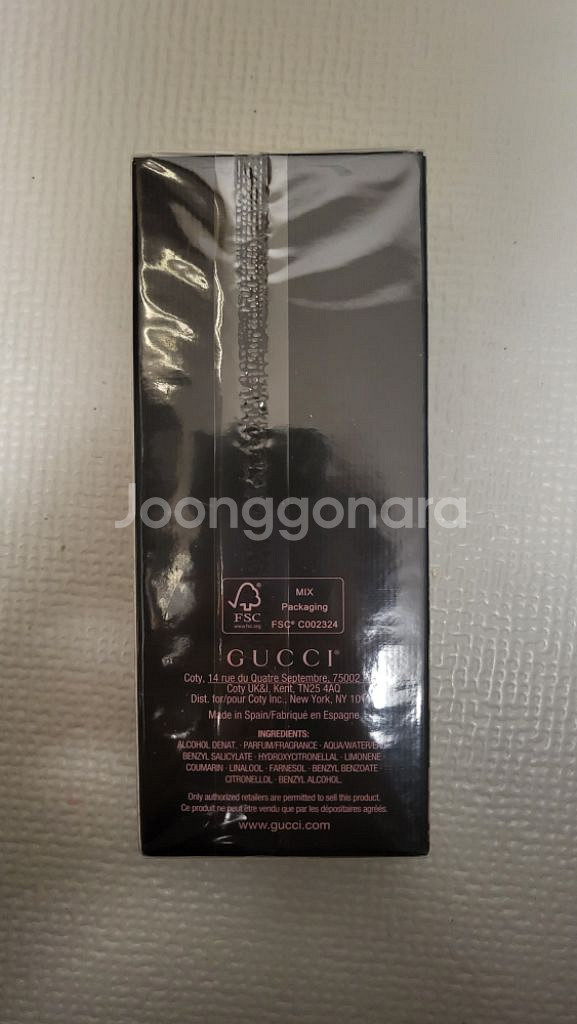 Joonggonara
FSC®
www.fsc.org
MIX
Packaging
FSC® C002324
GUCCI®
Coty, 14 rue du Quatre Septembre, 75002
Coty UK&I, Kent, TN25 4AQ
Dist. for/pour Coty Inc., New York, NY
Made in Spain/Fabriqué en Espagne
INGREDIENTS:
ALCOHOL DENAT. · PARFUM/FRAGRANCE · AQUA/WATER/EAU
BENZYL SALICYLATE · HYDROXYCITRONELLAL · LIMONENE ·
COUMARIN · LINALOOL · FARNESOL · BENZYL BENZOATE ·
CITRONELLOL · BENZYL ALCOHOL.
Only authorized retailers are permitted to sell this product.
Ce produit ne peut être vendu que par les dépositaires agréés.
www.gucci.com